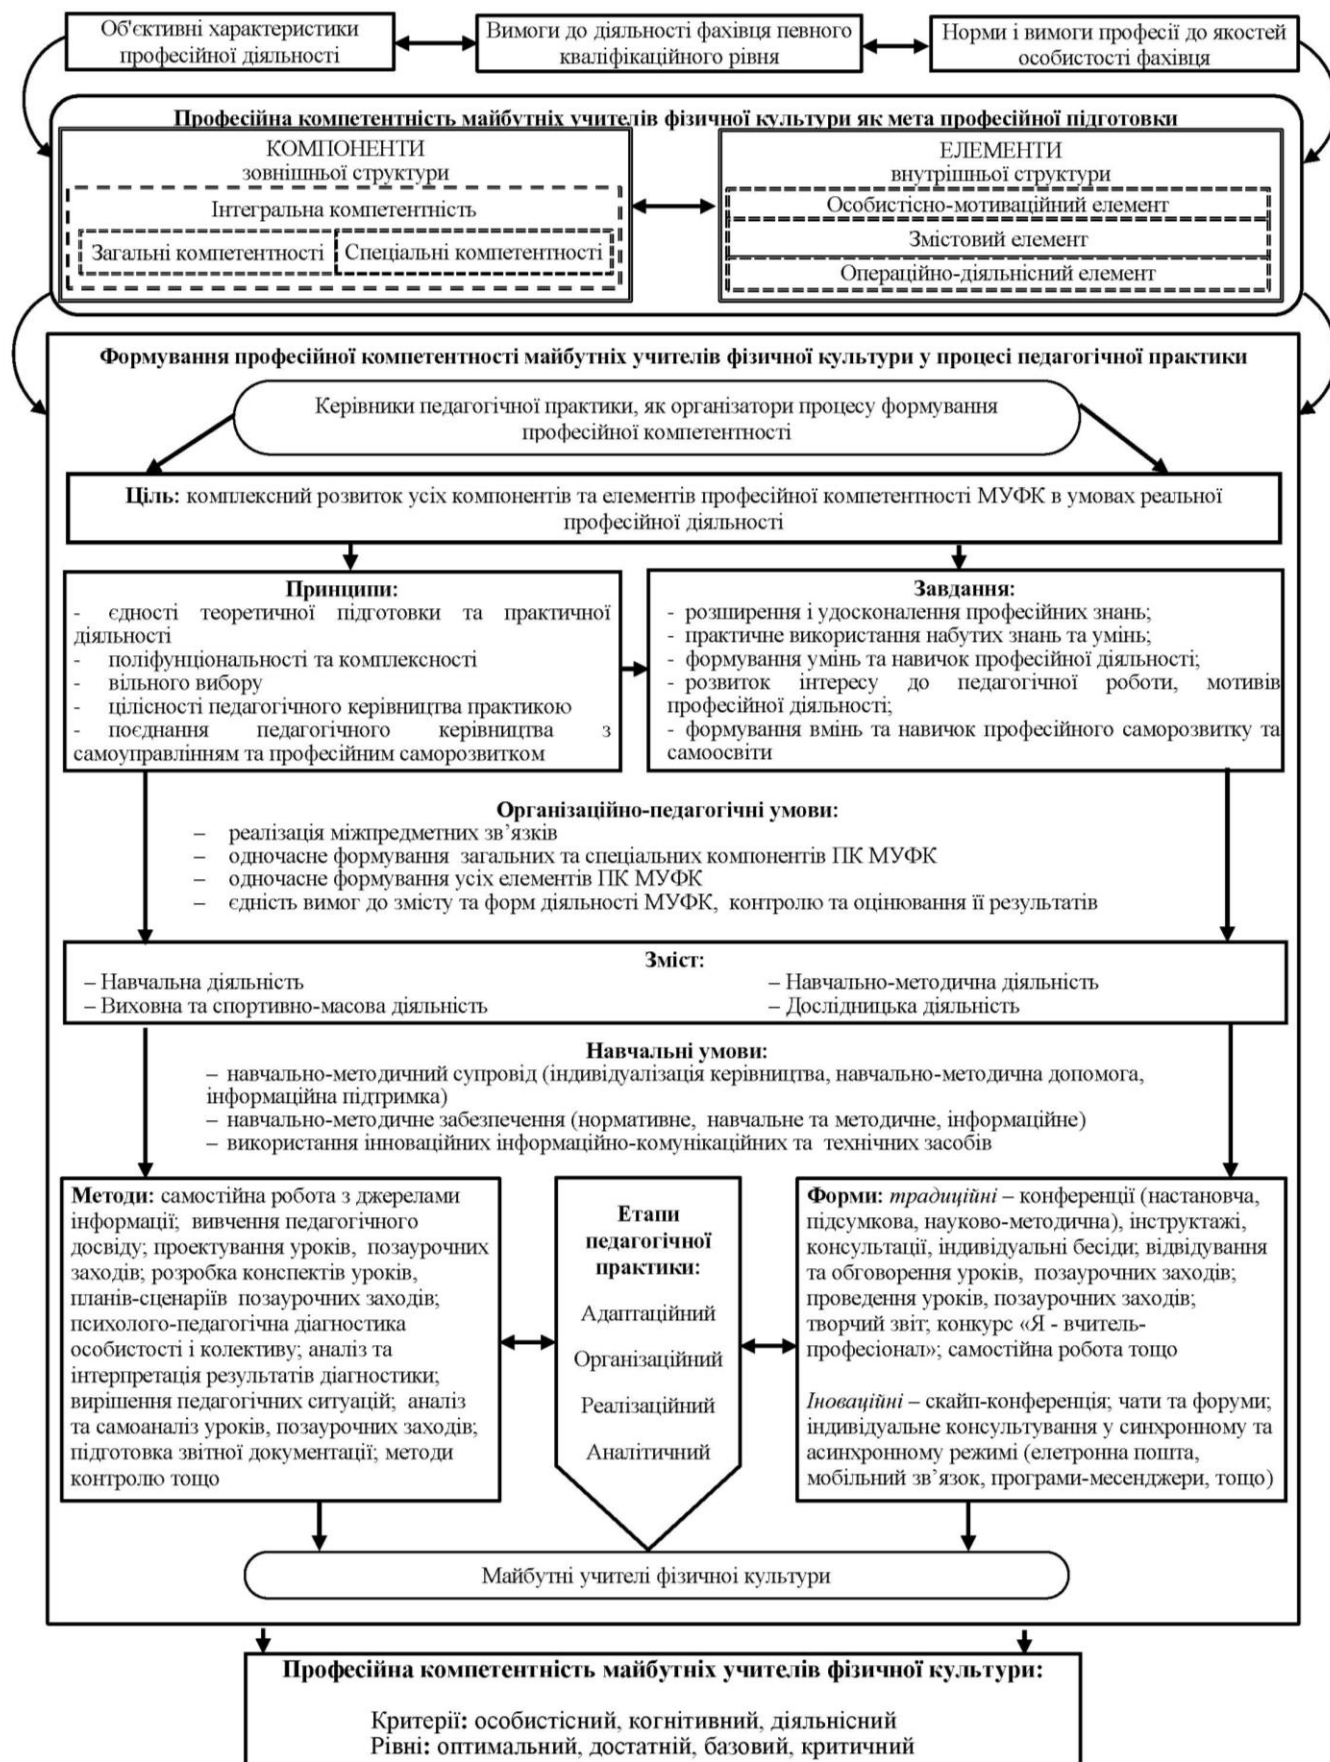 Об'єктивні характеристики
професійної діяльності
Вимоги до діяльності фахівця певного
кваліфікаційного рівня
Норми і вимоги професії до якостей
особистості фахівця
Професійна компетентність майбутніх учителів фізичної культури як мета професійної підготовки
КОМПОНЕНТИ
зовнішньої структури
Інтегральна компетентність
Загальні компетентності
Спеціальні компетентності
ЕЛЕМЕНТИ
внутрішньої структури
Особистісно-мотиваційний елемент
Змістовий елемент
Операційно-діяльнісний елемент
Формування професійної компетентності майбутніх учителів фізичної культури у процесі педагогічної практики
Керівники педагогічної практики, як організатори процесу формування
професійної компетентності
Ціль: комплексний розвиток усіх компонентів та елементів професійної компетентності МУФК в умовах реальної
професійної діяльності
Принципи:
- єдності теоретичної підготовки та практичної
діяльності
- поліфунціональності та комплексності
- вільного вибору
- цілісності педагогічного керівництва практикою
- поєднання педагогічного керівництва з
самоуправлінням та професійним саморозвитком
Завдання:
- розширення і удосконалення професійних знань;
- практичне використання набутих знань та умінь;
- формування умінь та навичок професійної діяльності;
- розвиток інтересу до педагогічної роботи, мотивів
професійної діяльності;
- формування вмінь та навичок професійного саморозвитку та
самоосвіти
Організаційно-педагогічні умови:
– реалізація міжпредметних зв’язків
– одночасне формування загальних та спеціальних компонентів ПК МУФК
– одночасне формування усіх елементів ПК МУФК
– єдність вимог до змісту та форм діяльності МУФК, контролю та оцінювання її результатів
Зміст:
– Навчальна діяльність
– Виховна та спортивно-масова діяльність
– Навчально-методична діяльність
– Дослідницька діяльність
Навчальні умови:
– навчально-методичний супровід (індивідуалізація керівництва, навчально-методична допомога,
інформаційна підтримка)
– навчально-методичне забезпечення (нормативне, навчальне та методичне, інформаційне)
– використання інноваційних інформаційно-комунікаційних та технічних засобів
Методи: самостійна робота з джерелами
інформації; вивчення педагогічного
досвіду; проектування уроків, позаурочних
заходів; розробка конспектів уроків,
планів-сценаріїв позаурочних заходів;
психолого-педагогічна діагностика
особистості і колективу; аналіз та
інтерпретація результатів діагностики;
вирішення педагогічних ситуацій; аналіз
та самоаналіз уроків, позаурочних заходів;
підготовка звітної документації; методи
контролю тощо
Етапи
педагогічної
практики:
Адаптаційний
Організаційний
Реалізаційний
Аналітичний
Форми: традиційні – конференції (настановча,
підсумкова, науково-методична), інструктажі,
консультації, індивідуальні бесіди; відвідування
та обговорення уроків, позаурочних заходів;
проведення уроків, позаурочних заходів;
творчий звіт; конкурс «Я - вчитель-
професіонал»; самостійна робота тощо
Іноваційні – скайп-конференція; чати та форуми;
індивідуальне консультування у синхронному та
асинхронному режимі (елетронна пошта,
мобільний зв’язок, програми-месенджери, тощо)
Майбутні учителі фізичної культури
Професійна компетентність майбутніх учителів фізичної культури:
Критерії: особистісний, когнітивний, діяльнісний
Рівні: оптимальний, достатній, базовий, критичний